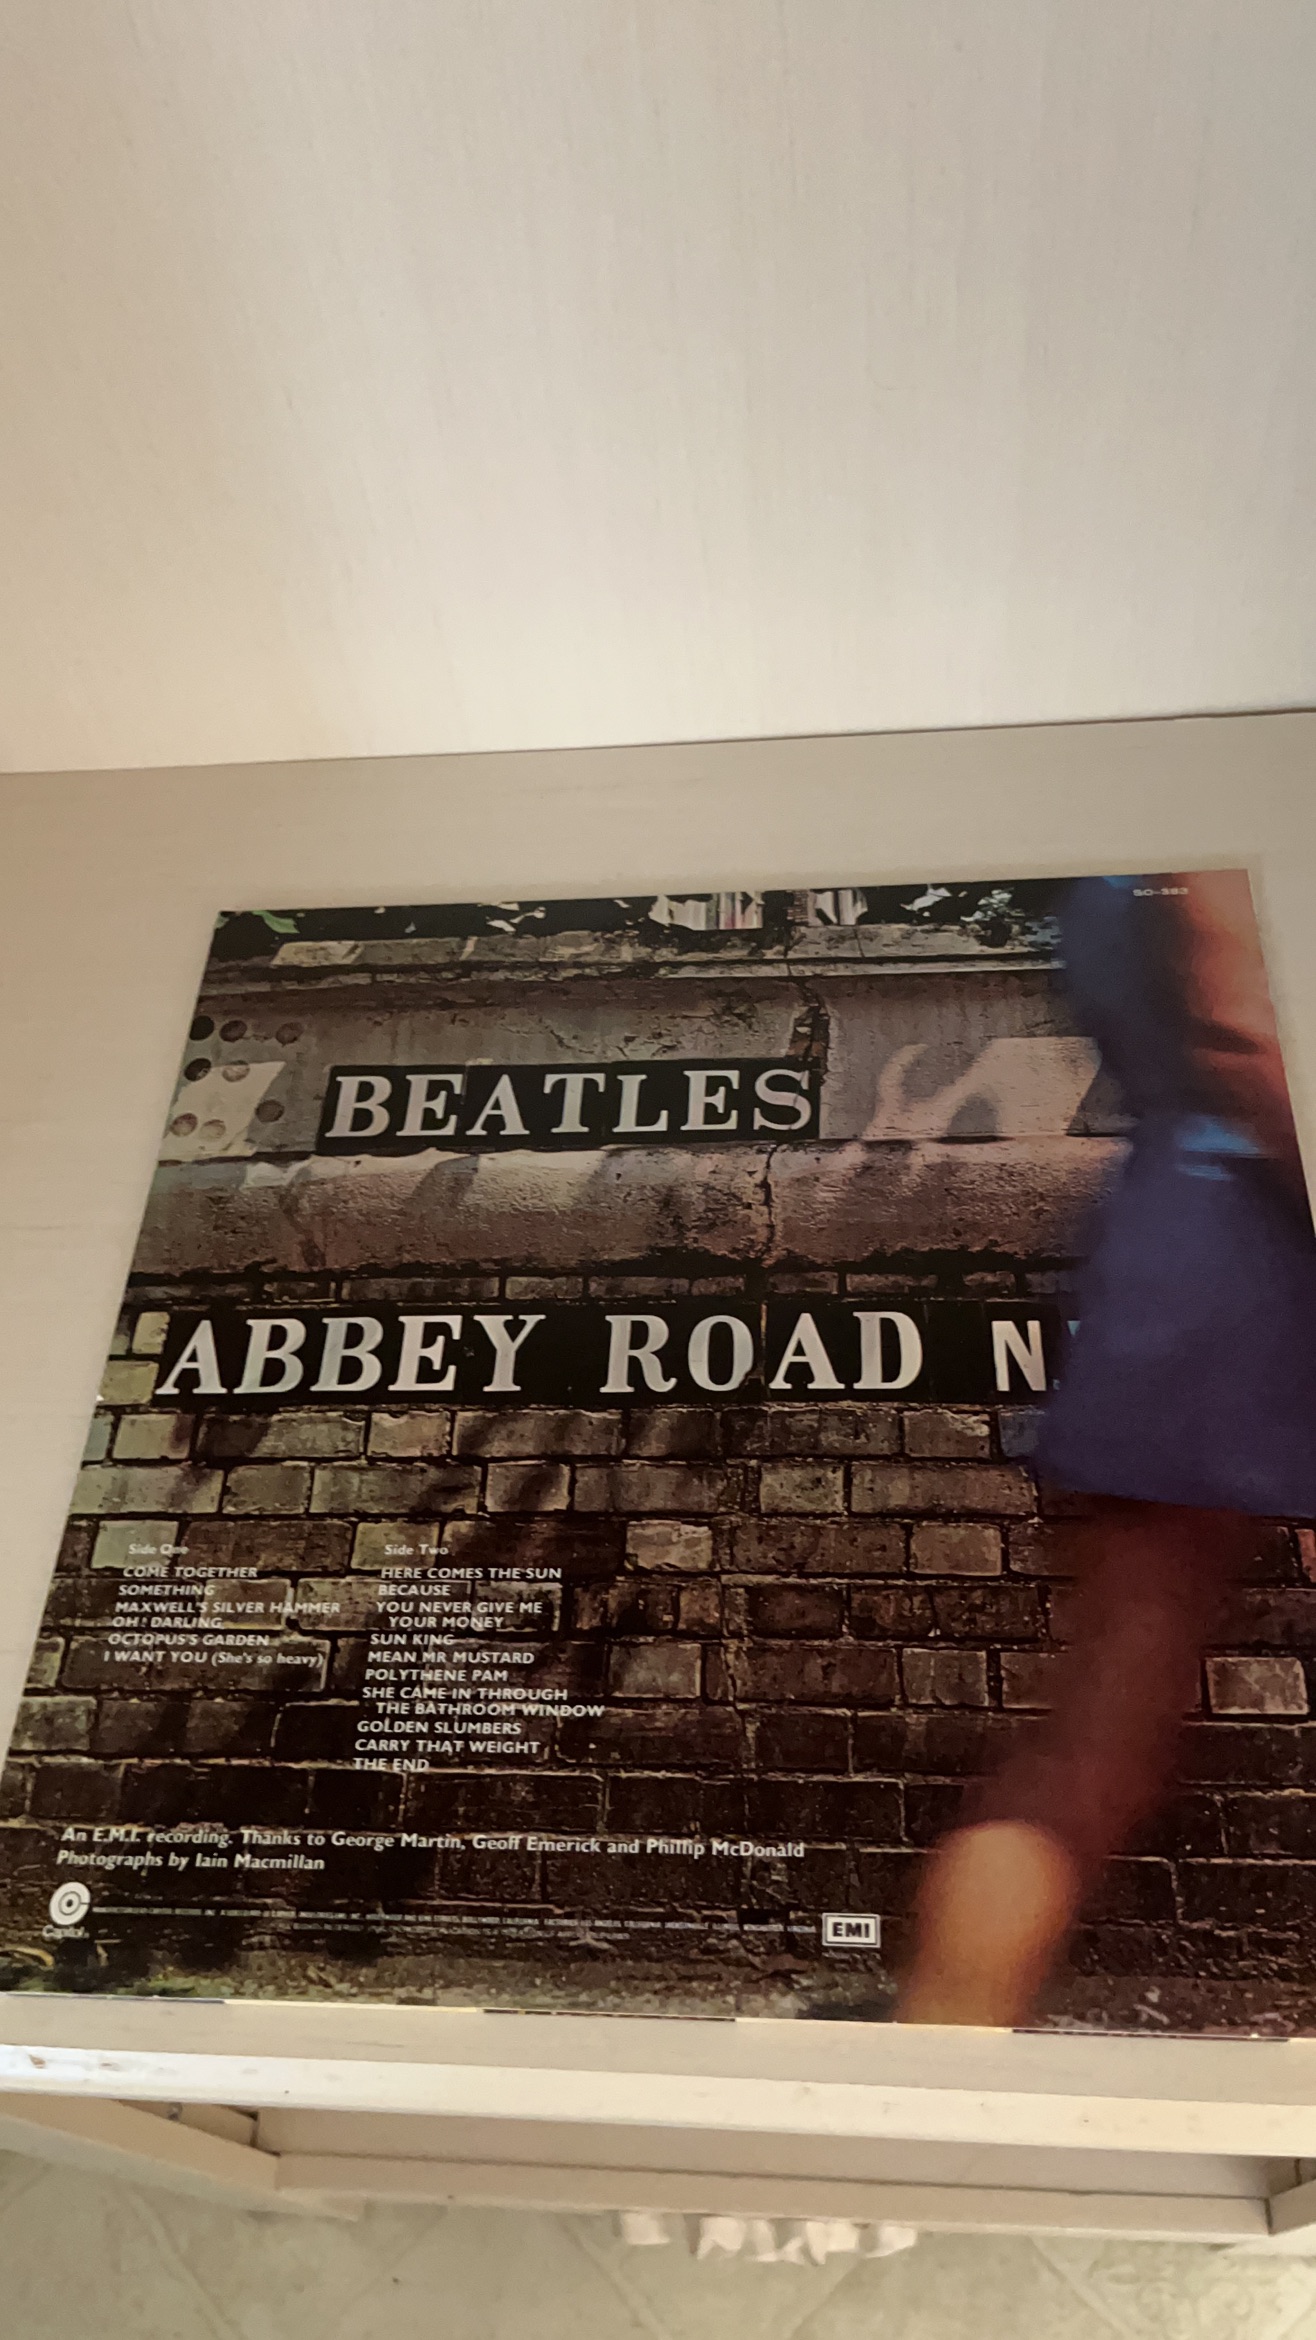 SO-383
BEATLES
ABBEY ROAD N
Side One
COME TOGETHER
SOMETHING
MAXWELL'S SILVER HAMMER
OH! DARLING
OCTOPUS'S GARDEN
I WANT YOU (She's so heavy)
Side Two
HERE COMES THE SUN
BECAUSE
YOU NEVER GIVE ME
YOUR MONEY
SUN KING
MEAN MR MUSTARD
POLYTHENE PAM
SHE CAME IN THROUGH
THE BATHROOM WINDOW
GOLDEN SLUMBERS
CARRY THAT WEIGHT
THE END
An E.M.I. recording. Thanks to George Martin, Geoff Emerick and Phillip McDonald
Photographs by Iain Macmillan
Capitol.
EMI